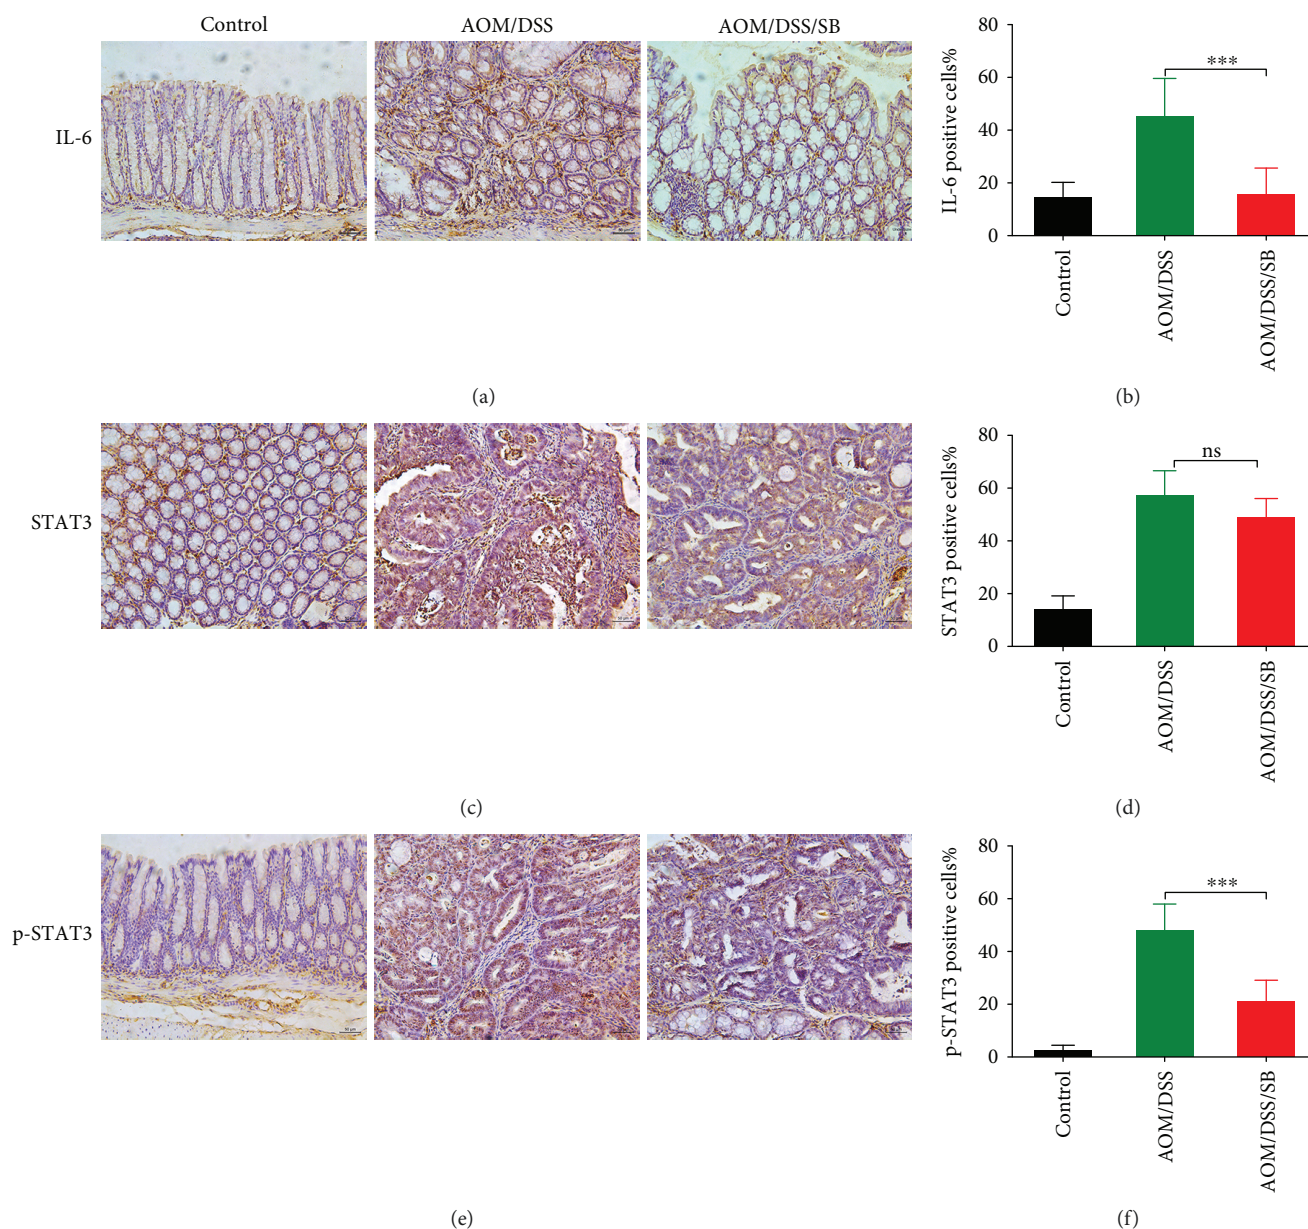 Control
AOM/DSS
AOM/DSS/SB
IL-6
IL-6 positive cells%
80
60
40
20
0
***
Control
AOM/DSS
AOM/DSS/SB
(a)
(b)
STAT3
STAT3 positive cells%
80
60
40
20
0
ns
Control
AOM/DSS
AOM/DSS/SB
(c)
(d)
p-STAT3
50 μm
p-STAT3 positive cells%
80
60
40
20
0
***
Control
AOM/DSS
AOM/DSS/SB
(e)
(f)